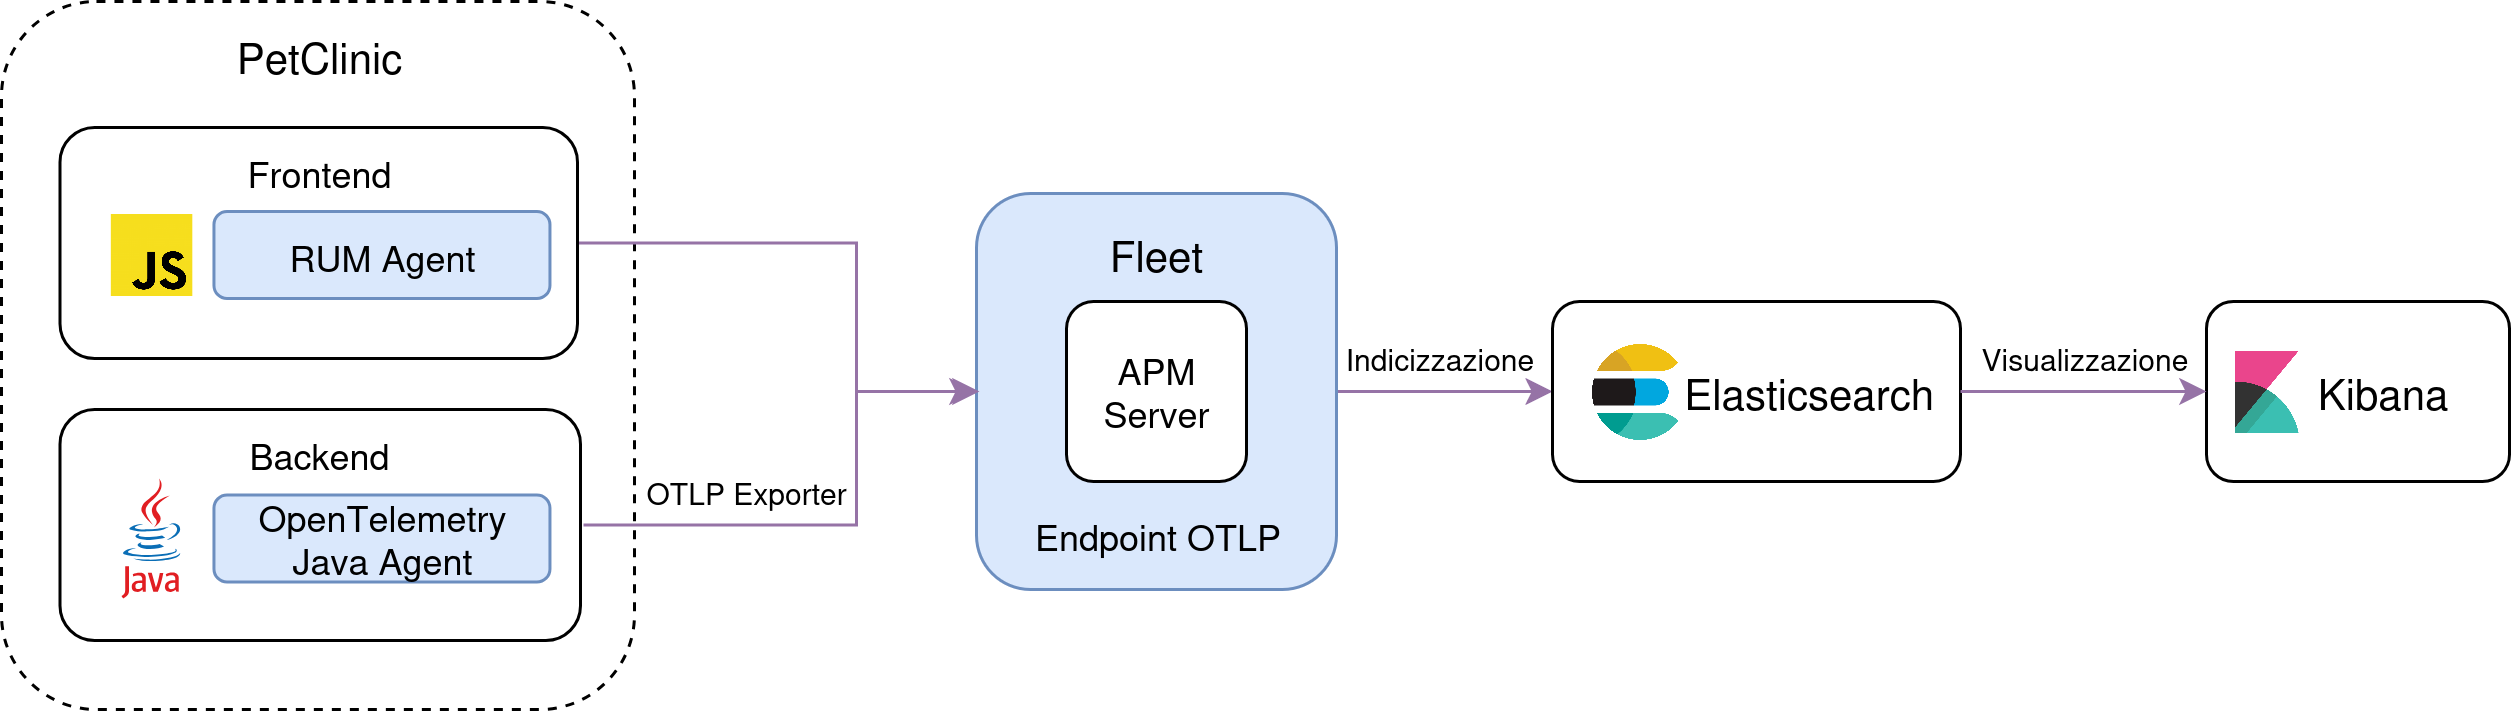 PetClinic
Frontend
JS
RUM Agent
Backend
Java
OpenTelemetry
Java Agent
OTLP Exporter
Fleet
APM
Server
Endpoint OTLP
Indicizzazione
Elasticsearch
Visualizzazione
Kibana